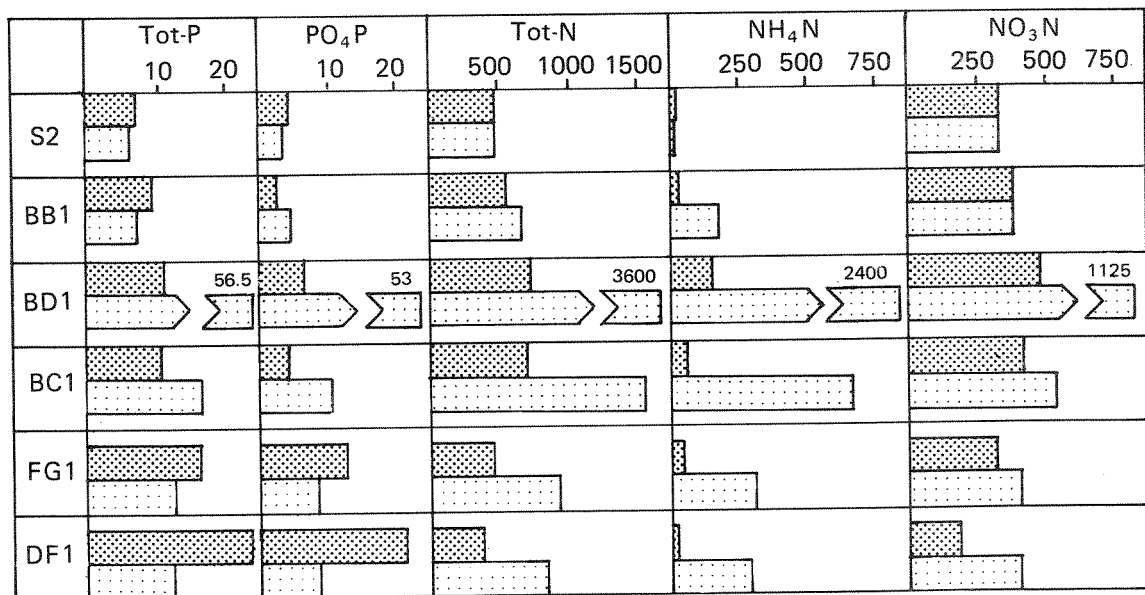 Tot-P PO₄P Tot-N NH₄N NO₃N
10 20 10 20 500 1000 1500 250 500 750 250 500 750.
S2
BB1
BD1 56.5 53 3600 2400 1125
BC1
FG1
DF1